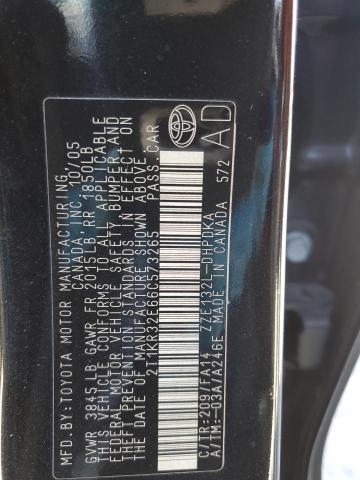 MFD. BY: TOYOTA MOTOR MANUFACTURING
CANADA, INC. 10/05
GVWR 3845 LB GAWR FR 2015LB RR 1850LB
THIS VEHICLE CONFORMS TO ALL APPLICABLE
FEDERAL MOTOR VEHICLE SAFETY, BUMPER, AND
THEFT PREVENTION STANDARDS IN EFFECT ON
THE DATE OF MANUFACTURE SHOWN ABOVE.
2T1KR32E66C573265 PASS. CAR
C/TR: 209/FA14 ZZE132L-DHPDKA
A/TM: -03A/A246E MADE IN CANADA
TOYOTA
AD
572